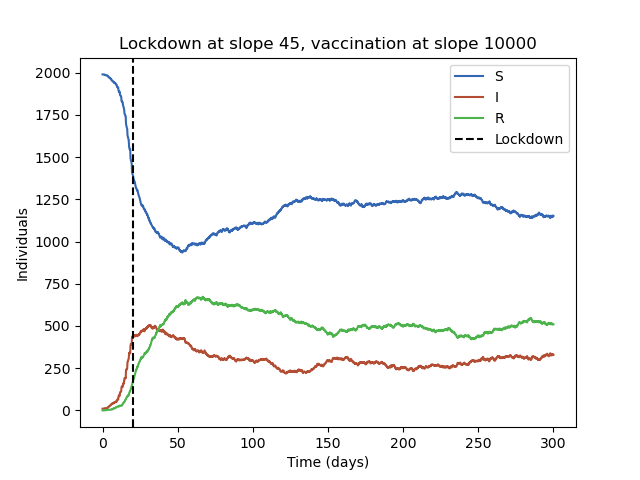 Lockdown at slope 45, vaccination at slope 10000
S
I
R
Lockdown
Individuals
2000
1750
1500
1250
1000
750
500
250
0
0 50 100 150 200 250 300
Time (days)